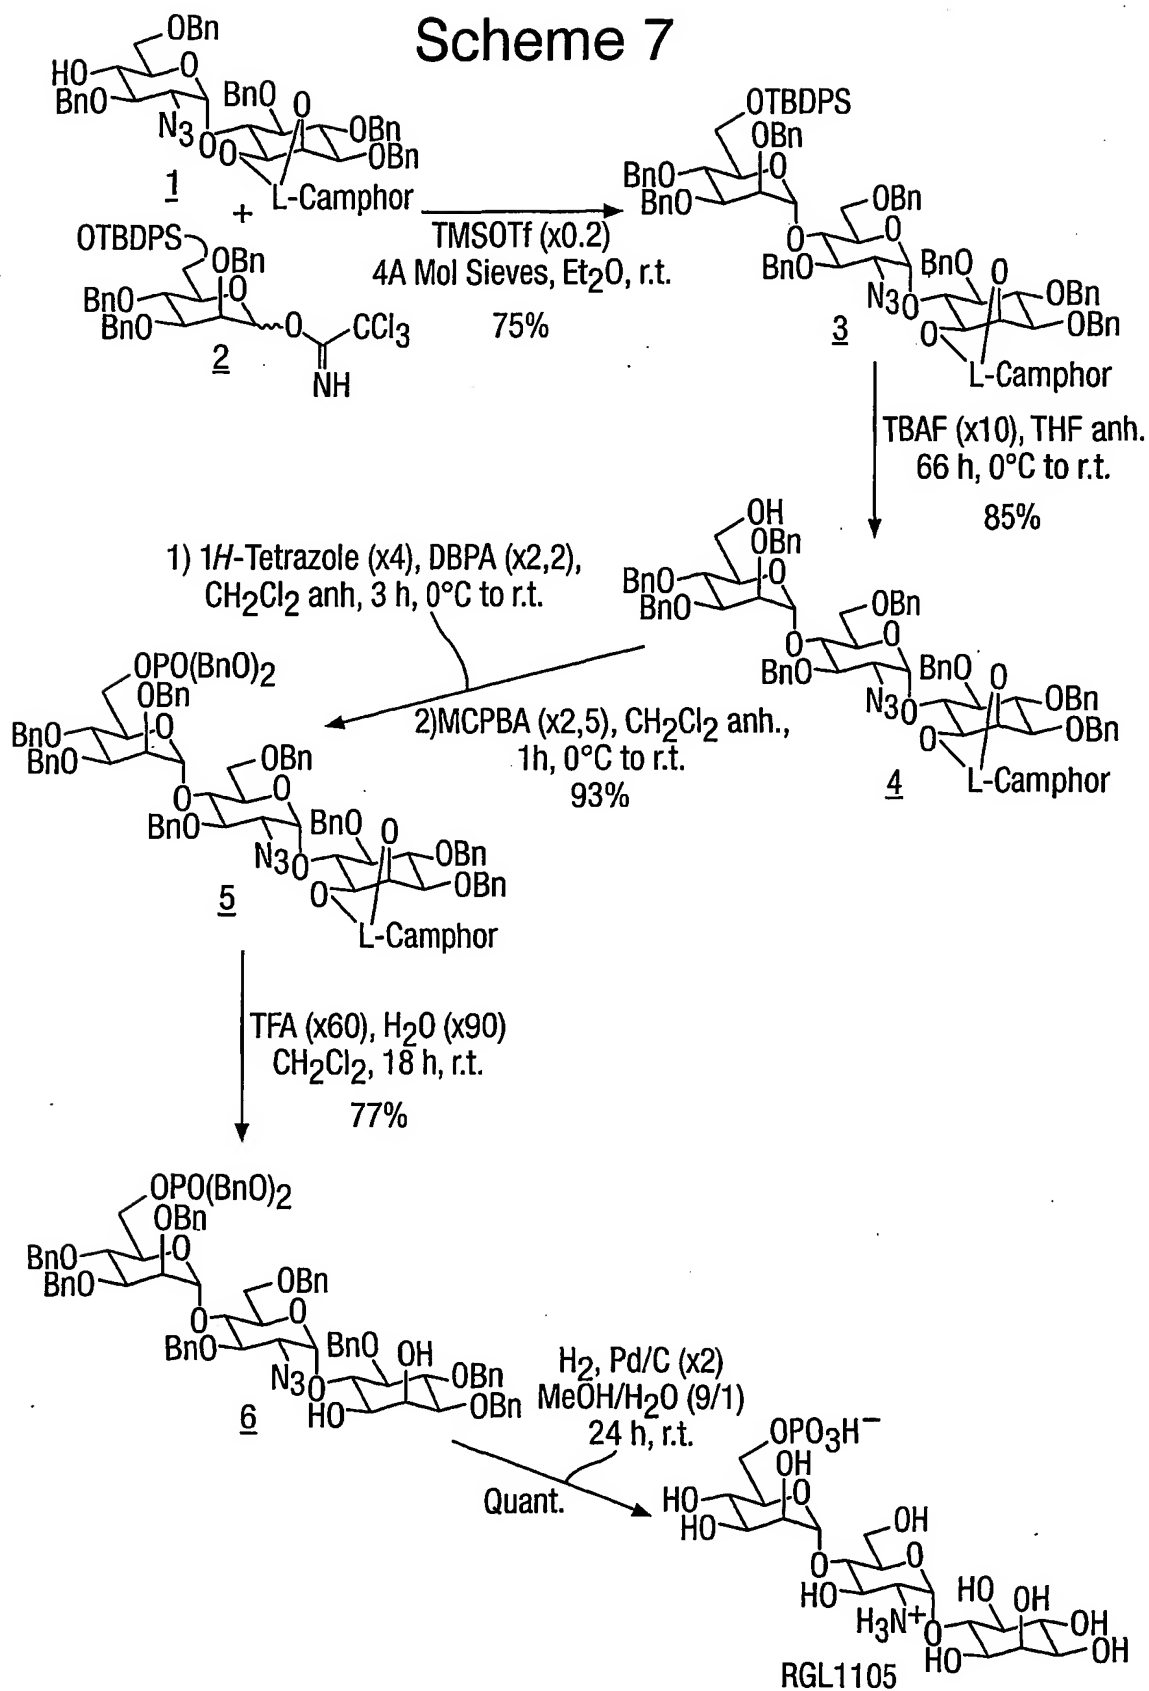 Scheme 7
OBn
HO
O
BnO
N3
BnO
O
O
O
OBn
OBn
L-Camphor
1
+
OTBDPS
OBn
BnO
O
BnO
O
CCl3
NH
2
TMSOTf (x0.2)
4A Mol Sieves, Et2O, r.t.
75%
OTBDPS
OBn
BnO
O
BnO
OBn
O
O
BnO
N3
BnO
O
O
O
OBn
OBn
L-Camphor
3
TBAF (x10), THF anh.
66 h, 0°C to r.t.
85%
OH
OBn
BnO
O
BnO
OBn
O
O
BnO
N3
BnO
O
O
O
OBn
OBn
L-Camphor
4
1) 1H-Tetrazole (x4), DBPA (x2,2),
CH2Cl2 anh, 3 h, 0°C to r.t.
2)MCPBA (x2,5), CH2Cl2 anh.,
1h, 0°C to r.t.
93%
OPO(BnO)2
OBn
BnO
O
BnO
OBn
O
O
BnO
N3
BnO
O
O
O
OBn
OBn
L-Camphor
5
TFA (x60), H2O (x90)
CH2Cl2, 18 h, r.t.
77%
OPO(BnO)2
OBn
BnO
O
BnO
OBn
O
O
BnO
N3
BnO
OH
O
HO
OBn
OBn
6
H2, Pd/C (x2)
MeOH/H2O (9/1)
24 h, r.t.
Quant.
OPO3H−
OH
HO
O
HO
OH
O
O
HO
H3N+
HO
OH
O
HO
OH
OH
RGL1105